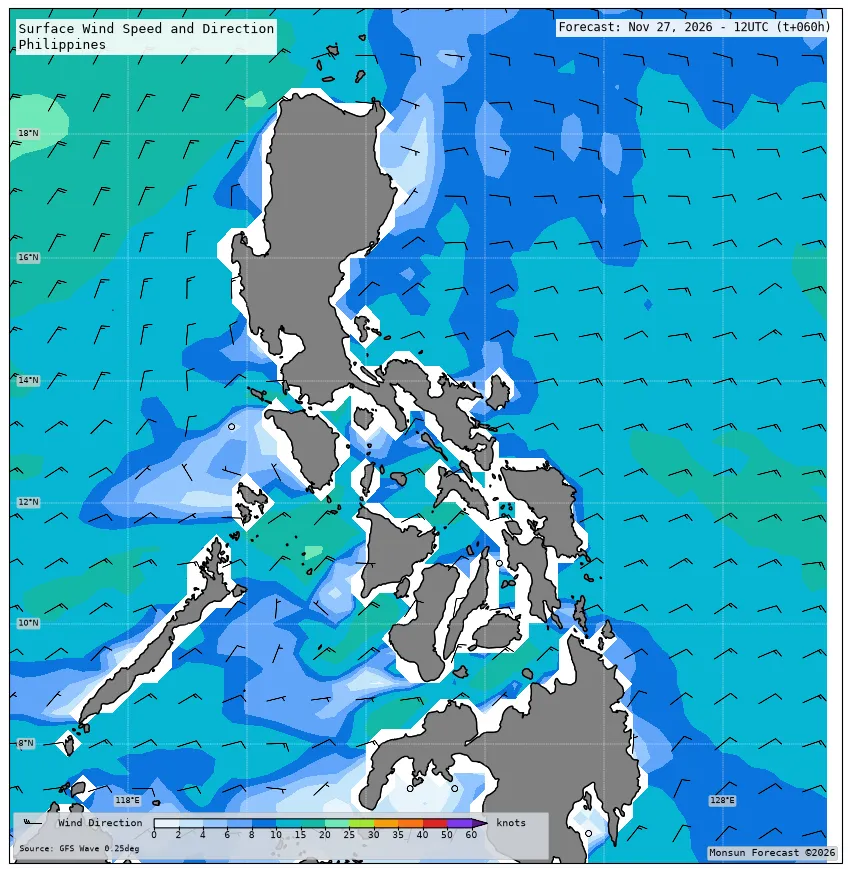 Surface Wind Speed and Direction
Philippines
Forecast: Nov 27, 2026 - 12UTC (t+060h)
18°N
16°N
14°N
12°N
10°N
8°N
118°E
128°E
Wind Direction
0 2 4 6 8 10 15 20 25 30 35 40 50 60
knots
Source: GFS Wave 0.25deg
Monsun Forecast ©2026